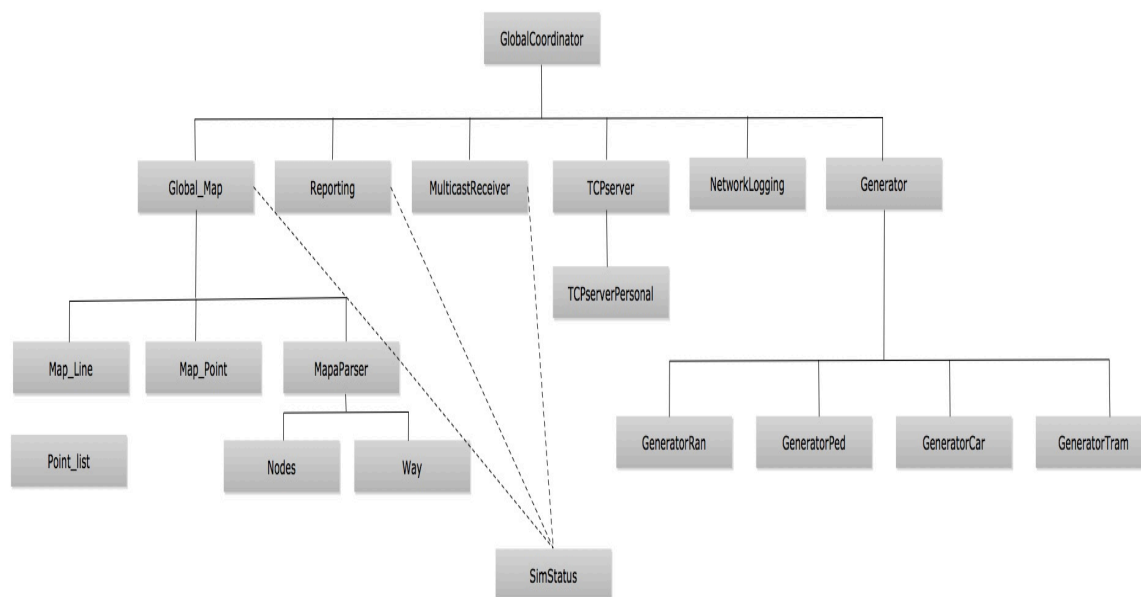 GlobalCoordinator
Global_Map
Reporting
MulticastReceiver
TCPserver
NetworkLogging
Generator
TCPserverPersonal
Map_Line
Map_Point
MapaParser
GeneratorRan
GeneratorPed
GeneratorCar
GeneratorTram
Point_list
Nodes
Way
SimStatus